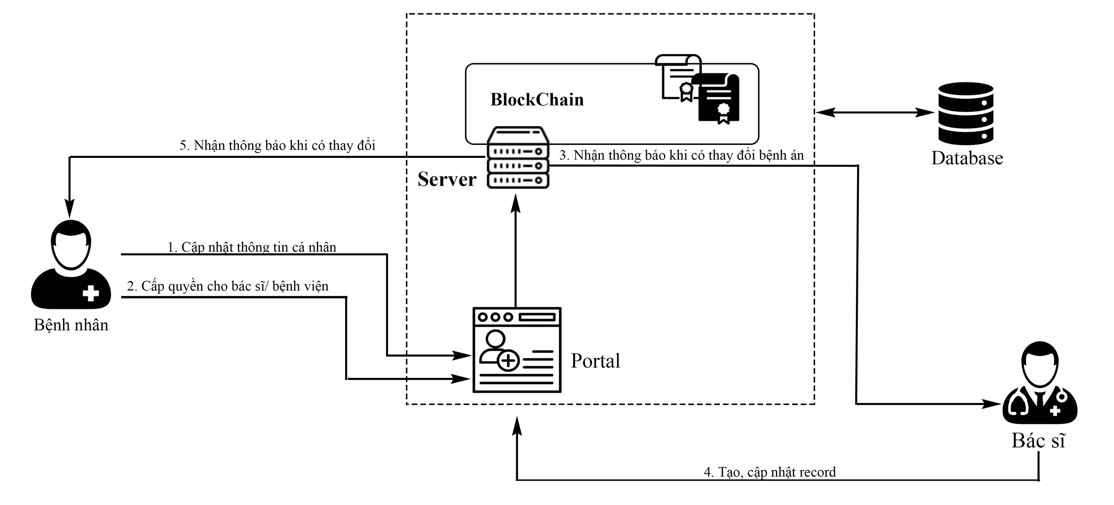 BlockChain
5. Nhận thông báo khi có thay đổi
3. Nhận thông báo khi có thay đổi bệnh án
Database
Server
1. Cập nhật thông tin cá nhân
2. Cấp quyền cho bác sĩ/ bệnh viện
Bệnh nhân
Portal
Bác sĩ
4. Tạo, cập nhật record